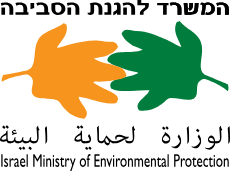 המשרד להגנת הסביבה
الوزارة لحماية البيئة
Israel Ministry of Environmental Protection